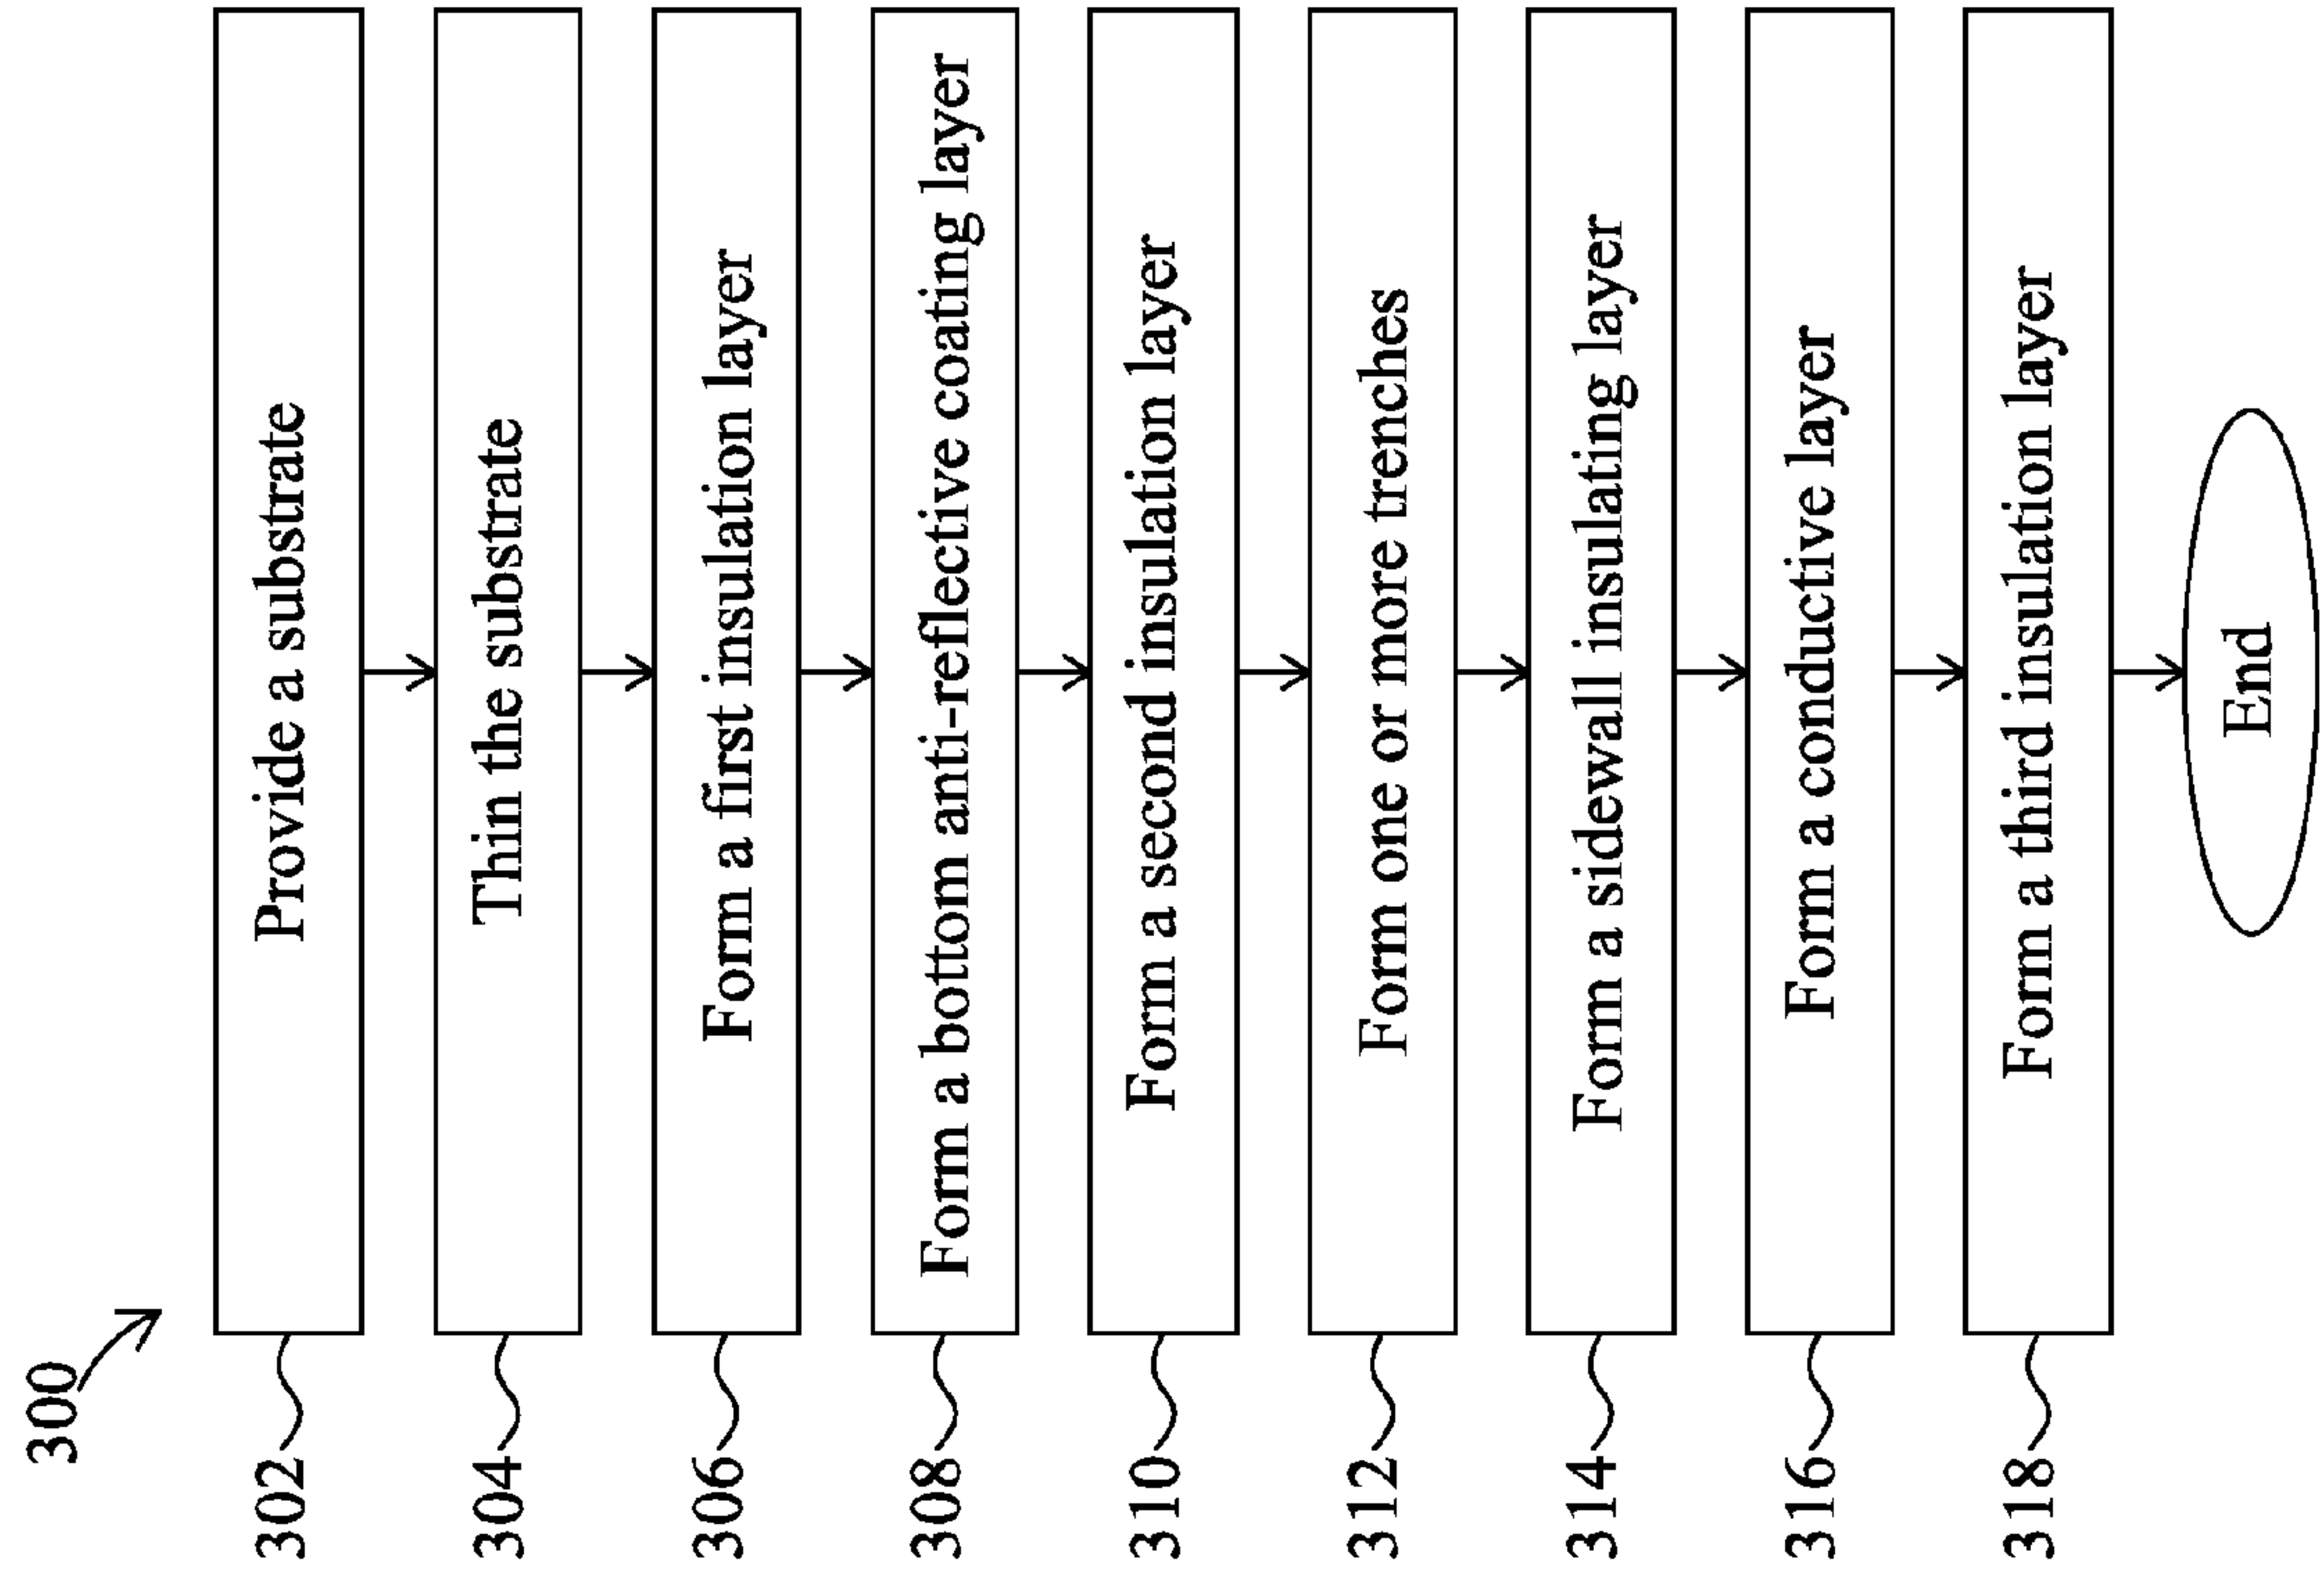 300
302 Provide a substrate
304 Thin the substrate
306 Form a first insulation layer
308 Form a bottom anti-reflective coating layer
310 Form a second insulation layer
312 Form one or more trenches
314 Form a sidewall insulating layer
316 Form a conductive layer
318 Form a third insulation layer
End